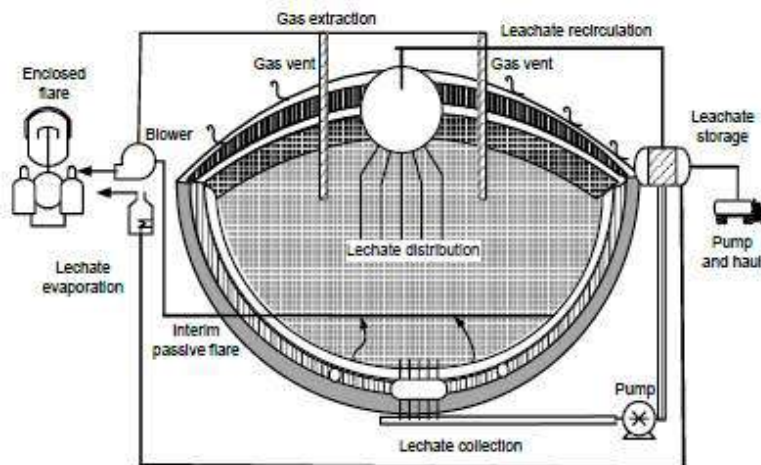 Gas extraction
Leachate recirculation
Gas vent
Gas vent
Enclosed
flare
Blower
Leachate
storage
Lechate distribution
Pump
and haul
Lechate
evaporation
Interim
passive flare
Pump
Lechate collection